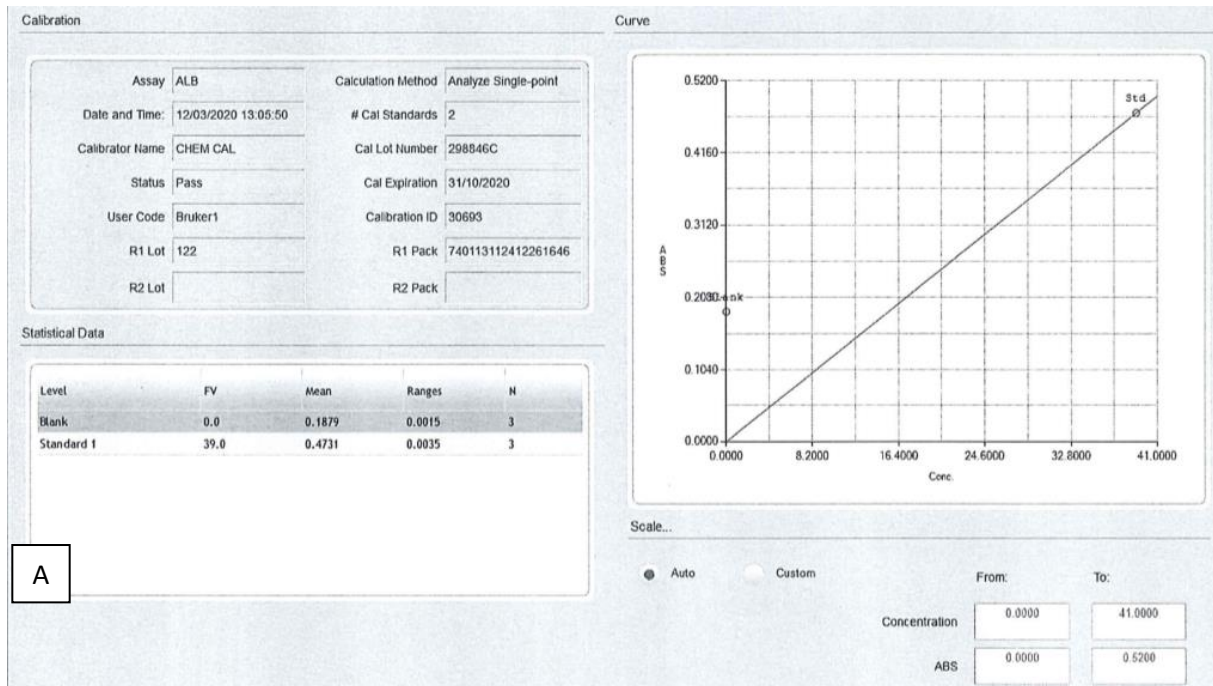 Calibration
Assay ALB
Calculation Method Analyze Single-point
Date and Time: 12/03/2020 13:05:50
# Cal Standards 2
Calibrator Name CHEM CAL
Cal Lot Number 298846C
Status Pass
Cal Expiration 31/10/2020
User Code Bruker1
Calibration ID 30693
R1 Lot 122
R1 Pack 740113112412261646
R2 Lot
R2 Pack
Statistical Data
Level FV Mean Ranges N
Blank 0.0 0.1879 0.0015 3
Standard 1 39.0 0.4731 0.0035 3
A
Curve
0.5200
Std
0.4160
0.3120
ABS
0.1040
0.0000
0.0000 8.2000 16.4000 24.6000 32.8000 41.0000
Conc.
Scale...
Auto Custom
From: To:
Concentration 0.0000 41.0000
ABS 0.0000 0.5200